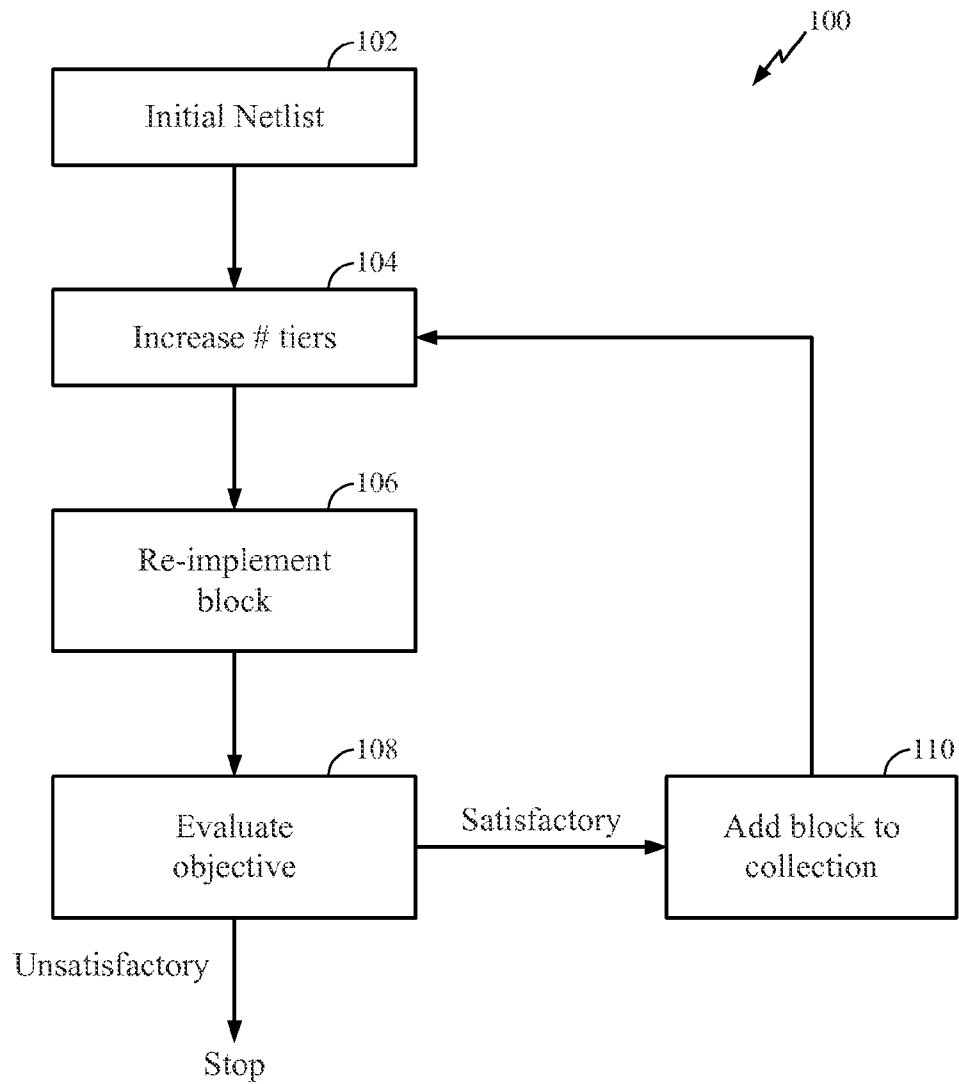 100
102
Initial Netlist
104
Increase # tiers
106
Re-implement
block
108
Evaluate
objective
Satisfactory
110
Add block to
collection
Unsatisfactory
Stop